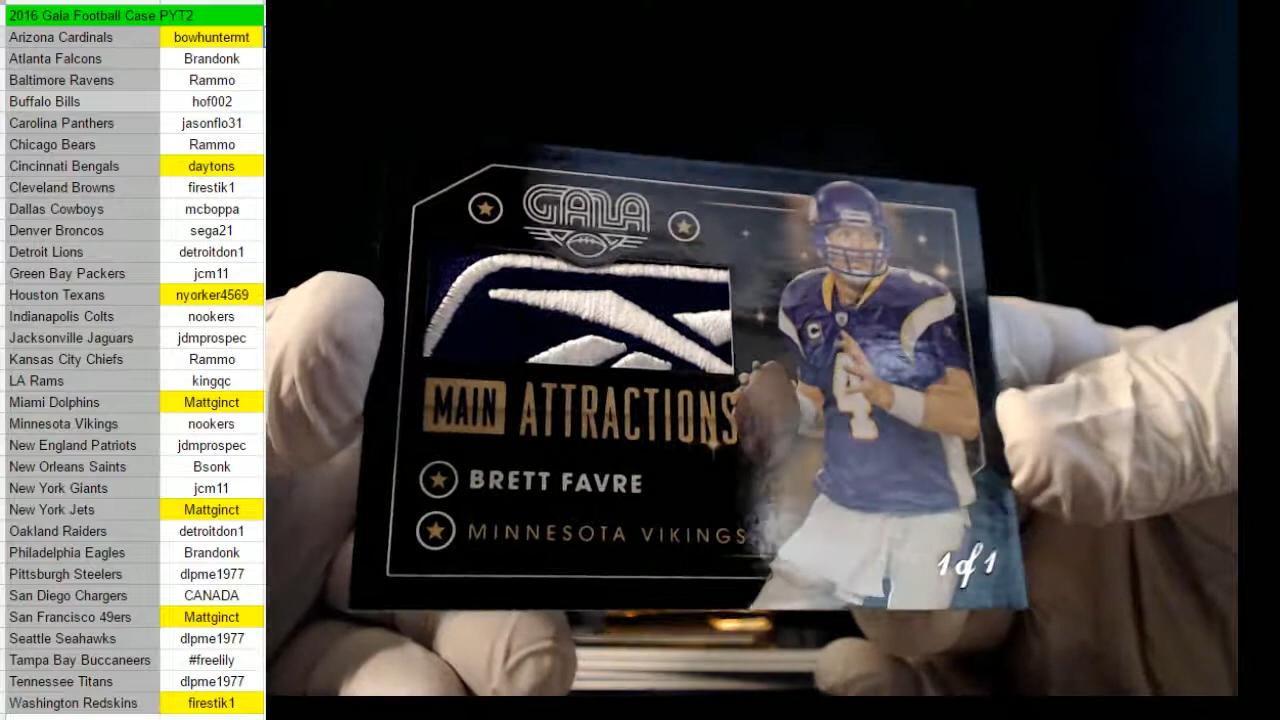 2016 Gala Football Case PYT2
Arizona Cardinals bowhuntermt
Atlanta Falcons Brandonk
Baltimore Ravens Rammo
Buffalo Bills hof002
Carolina Panthers jasonflo31
Chicago Bears Rammo
Cincinnati Bengals daytons
Cleveland Browns firestik1
Dallas Cowboys mcboppa
Denver Broncos sega21
Detroit Lions detroitdon1
Green Bay Packers jcm11
Houston Texans nyorker4569
Indianapolis Colts nookers
Jacksonville Jaguars jdmprospec
Kansas City Chiefs Rammo
LA Rams kingqc
Miami Dolphins Mattginct
Minnesota Vikings nookers
New England Patriots jdmprospec
New Orleans Saints Bsonk
New York Giants jcm11
New York Jets Mattginct
Oakland Raiders detroitdon1
Philadelphia Eagles Brandonk
Pittsburgh Steelers dlpme1977
San Diego Chargers CANADA
San Francisco 49ers Mattginct
Seattle Seahawks dlpme1977
Tampa Bay Buccaneers #freelily
Tennessee Titans dlpme1977
Washington Redskins firestik1
GALA
MAIN ATTRACTIONS
BRETT FAVRE
MINNESOTA VIKINGS
4
C
1 of 1